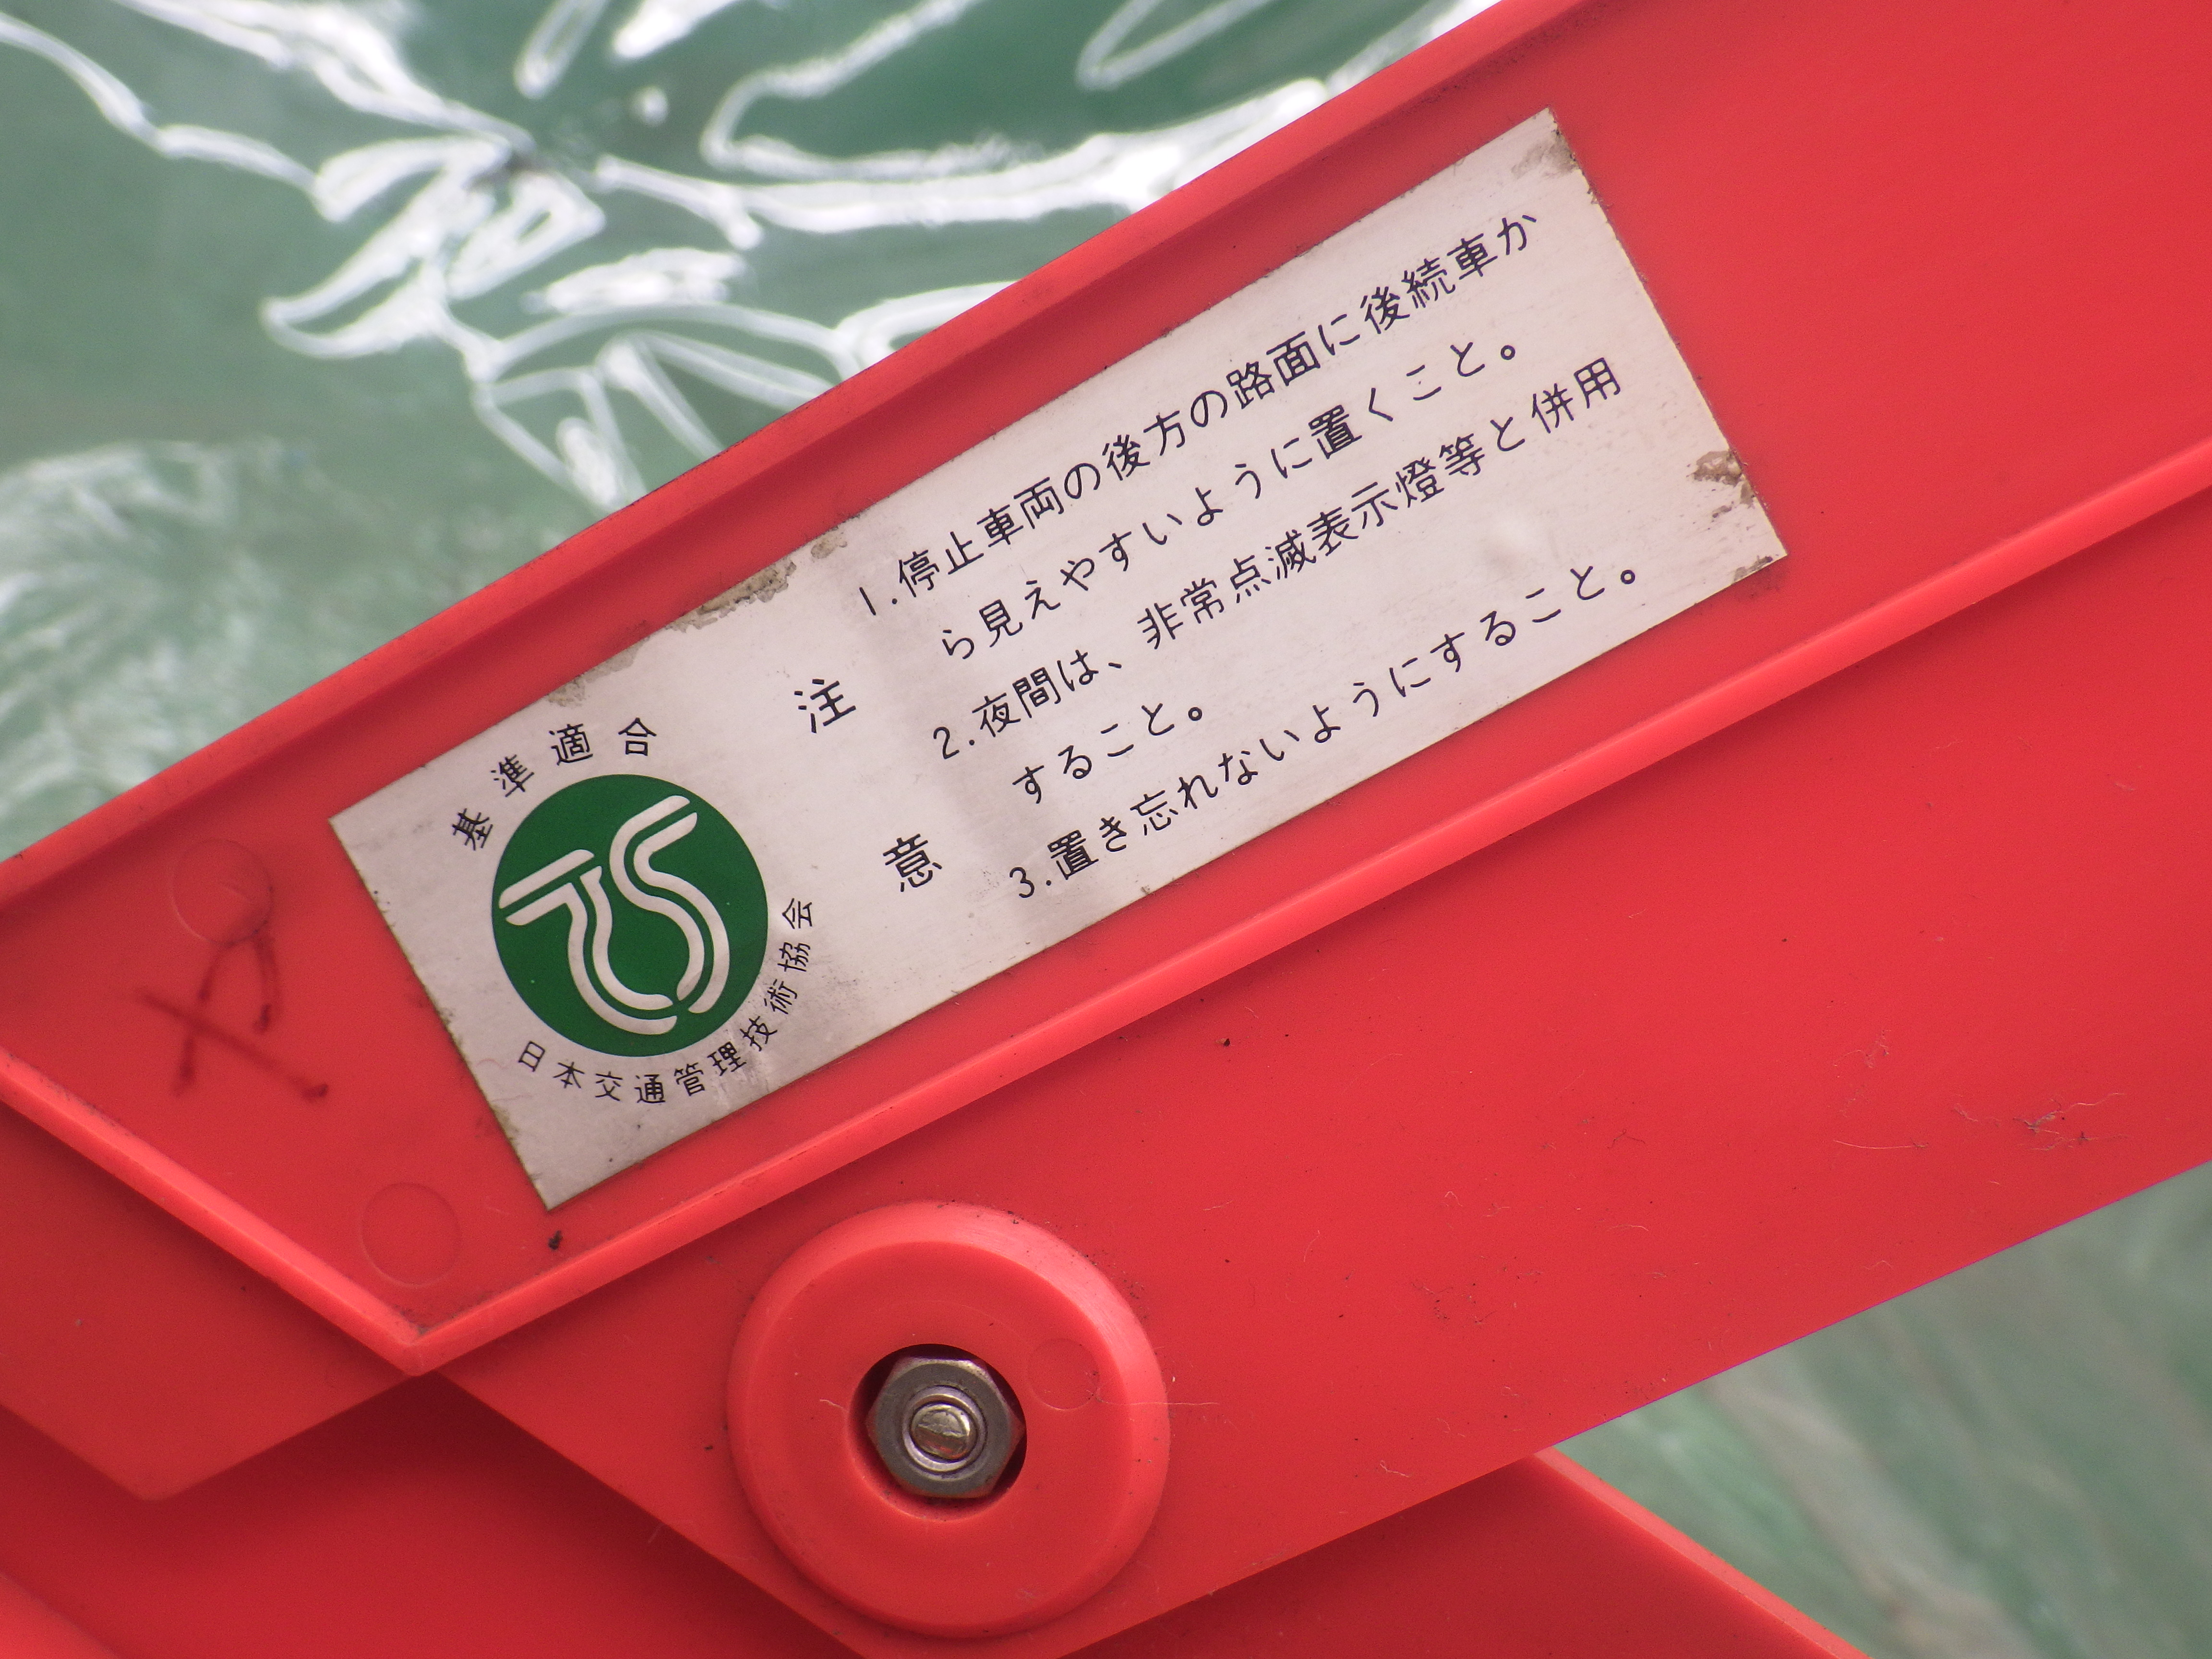 基準適合
TS
日本交通管理技術協会
注意
1.停止車両の後方の路面に後続車か
ら見えやすいように置くこと。
2.夜間は、非常点滅表示燈等と併用
すること。
3.置き忘れないようにすること。